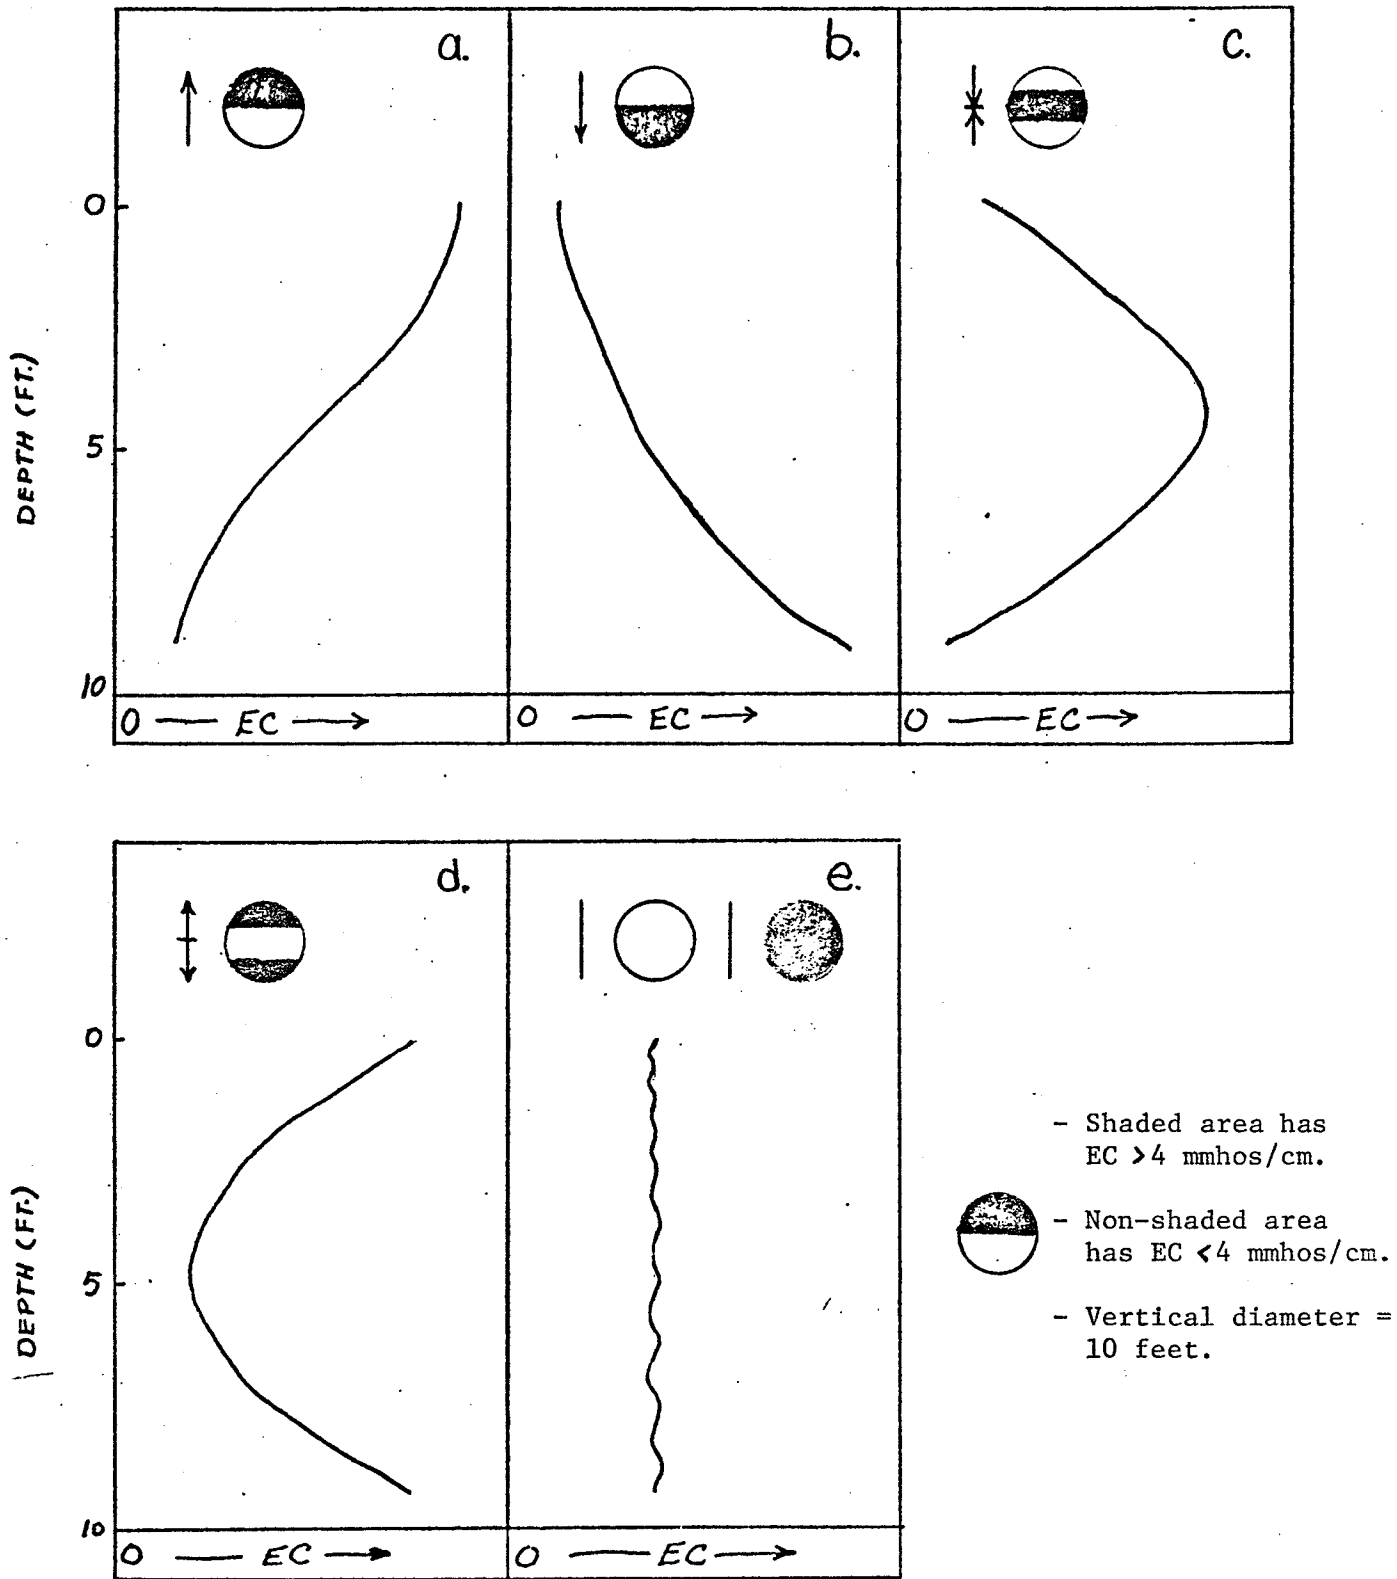 a.
b.
c.
DEPTH (FT.)
0
5
10
0 — EC →
0 — EC →
0 — EC →
d.
e.
DEPTH (FT.)
0
5
10
0 — EC →
0 — EC →
- Shaded area has
EC >4 mmhos/cm.
- Non-shaded area
has EC <4 mmhos/cm.
- Vertical diameter =
10 feet.